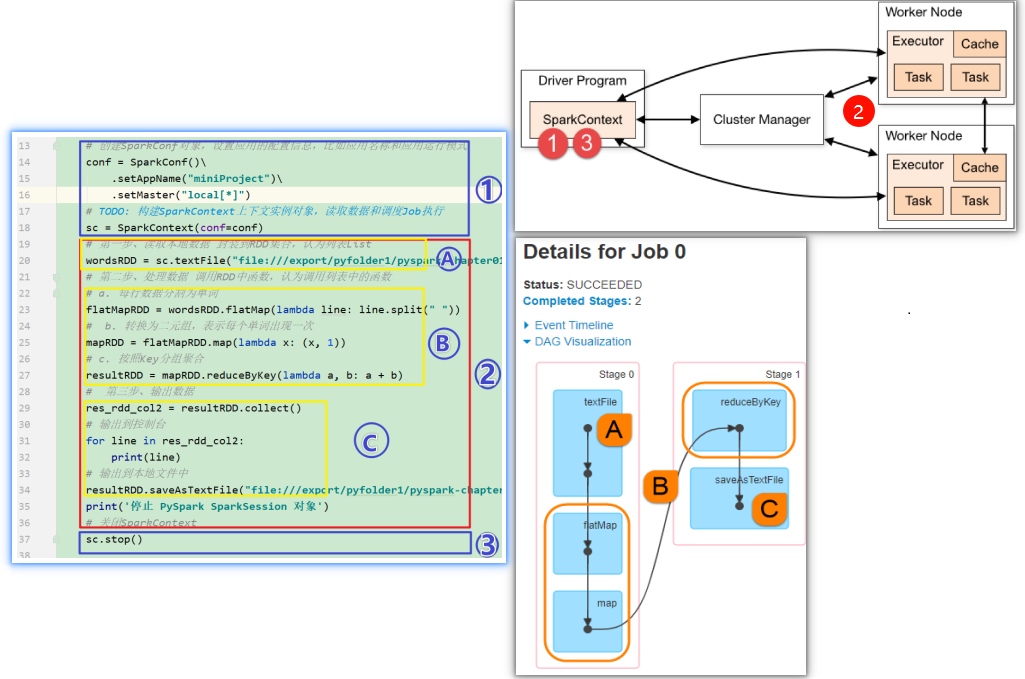 13 # 创建SparkConf对象，设置应用的配置信息，比如应用名称和应用运行模式
14 conf = SparkConf()\
15 .setAppName("miniProject")\
16 .setMaster("local[*]")
17 # TODO: 构建SparkContext上下文实例对象，读取数据和调度Job执行
18 sc = SparkContext(conf=conf)
19 # 第一步、读取本地数据 封装到RDD集合，认为列表List
20 wordsRDD = sc.textFile("file:///export/pyfolder1/pyspark-chapter01
21 # 第二步、处理数据 调用RDD中函数，认为调用列表中的函数
22 # a. 每行数据分割为单词
23 flatMapRDD = wordsRDD.flatMap(lambda line: line.split(" "))
24 # b. 转换为二元组，表示每个单词出现一次
25 mapRDD = flatMapRDD.map(lambda x: (x, 1))
26 # c. 按照Key分组聚合
27 resultRDD = mapRDD.reduceByKey(lambda a, b: a + b)
28 # 第三步、输出数据
29 res_rdd_col2 = resultRDD.collect()
30 # 输出到控制台
31 for line in res_rdd_col2:
32 print(line)
33 # 输出到本地文件中
34 resultRDD.saveAsTextFile("file:///export/pyfolder1/pyspark-chapter
35 print('停止 PySpark SparkSession 对象')
36 # 关闭SparkContext
37 sc.stop()
38
1
A
B
2
C
3
Driver Program
SparkContext
1 3
Cluster Manager
2
Worker Node
Executor Cache
Task Task
Worker Node
Executor Cache
Task Task
Details for Job 0
Status: SUCCEEDED
Completed Stages: 2
Event Timeline
DAG Visualization
Stage 0
textFile
A
flatMap
map
B
Stage 1
reduceByKey
saveAsTextFile
C